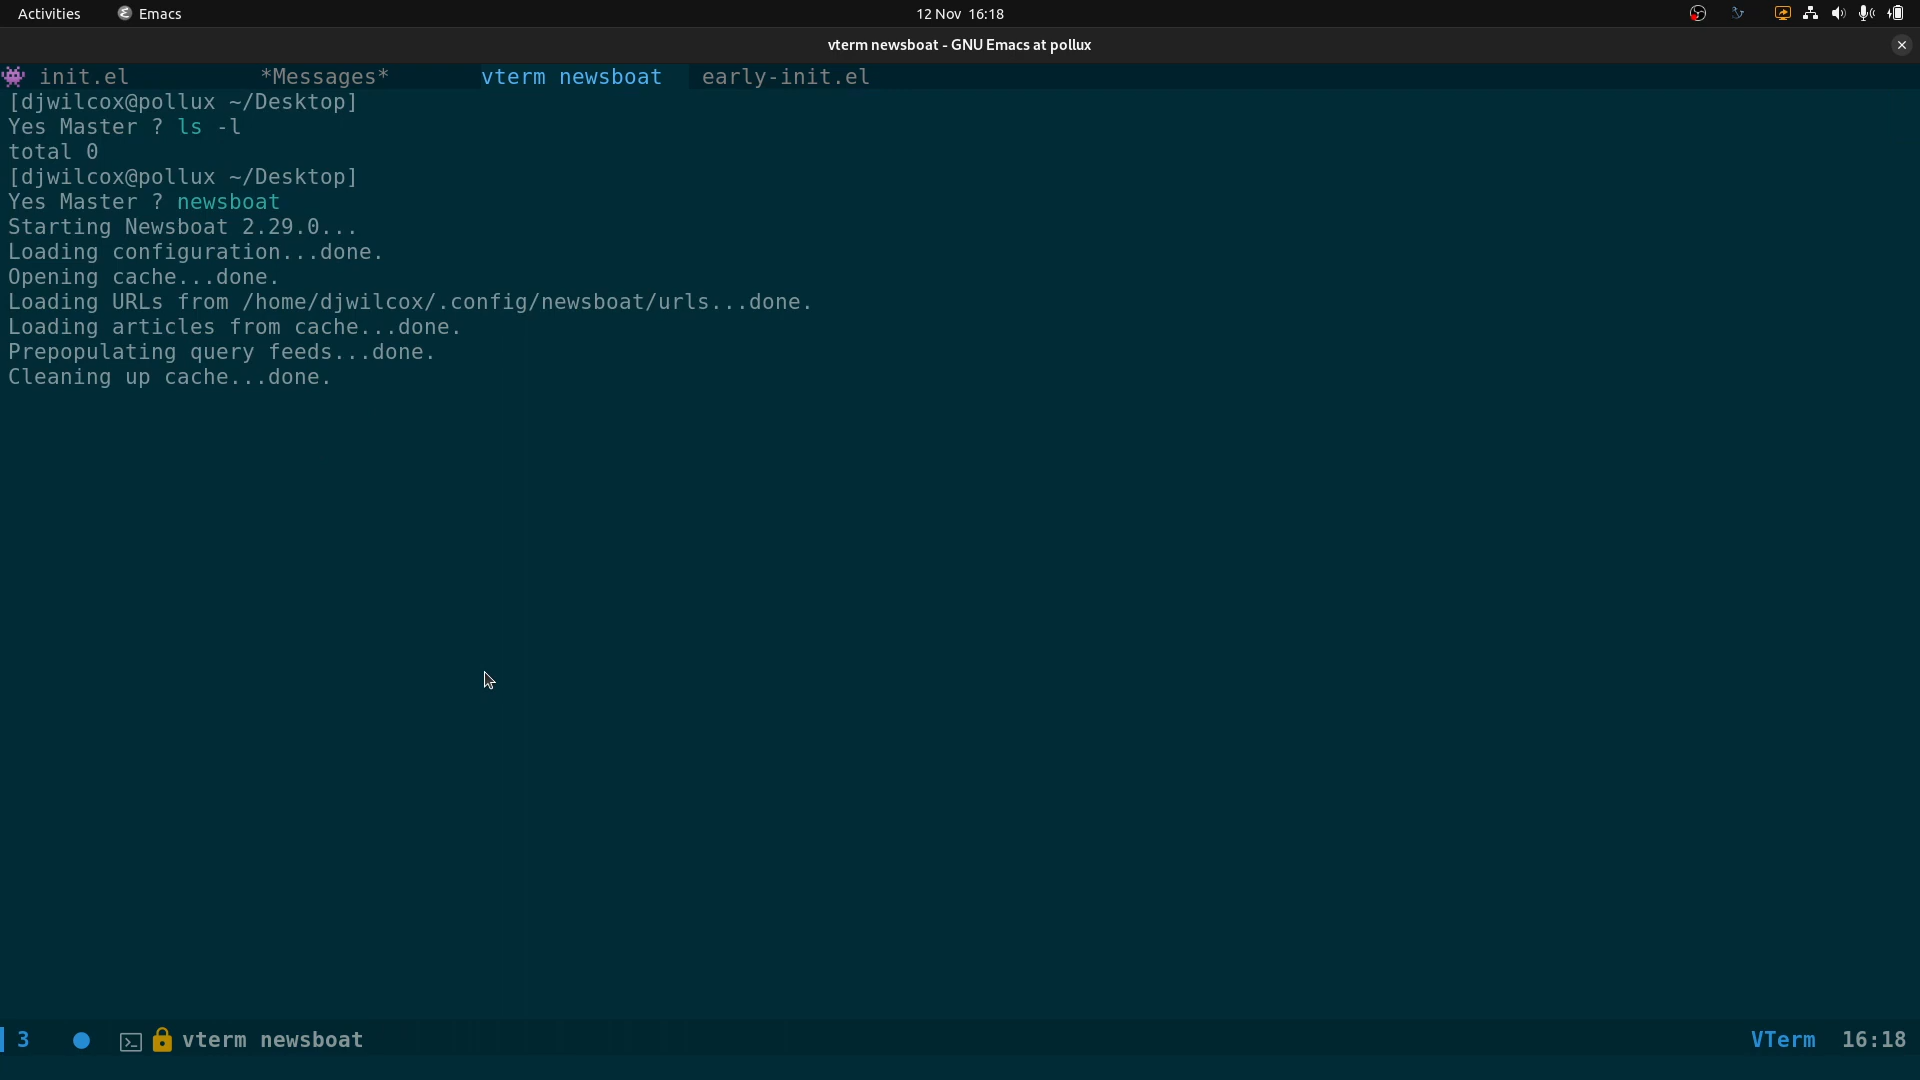 Activities Emacs 12 Nov 16:18
vterm newsboat - GNU Emacs at pollux
init.el *Messages* vterm newsboat early-init.el
[djwilcox@pollux ~/Desktop]
Yes Master ? ls -l
total 0
[djwilcox@pollux ~/Desktop]
Yes Master ? newsboat
Starting Newsboat 2.29.0...
Loading configuration...done.
Opening cache...done.
Loading URLs from /home/djwilcox/.config/newsboat/urls...done.
Loading articles from cache...done.
Prepopulating query feeds...done.
Cleaning up cache...done.
3 vterm newsboat VTerm 16:18